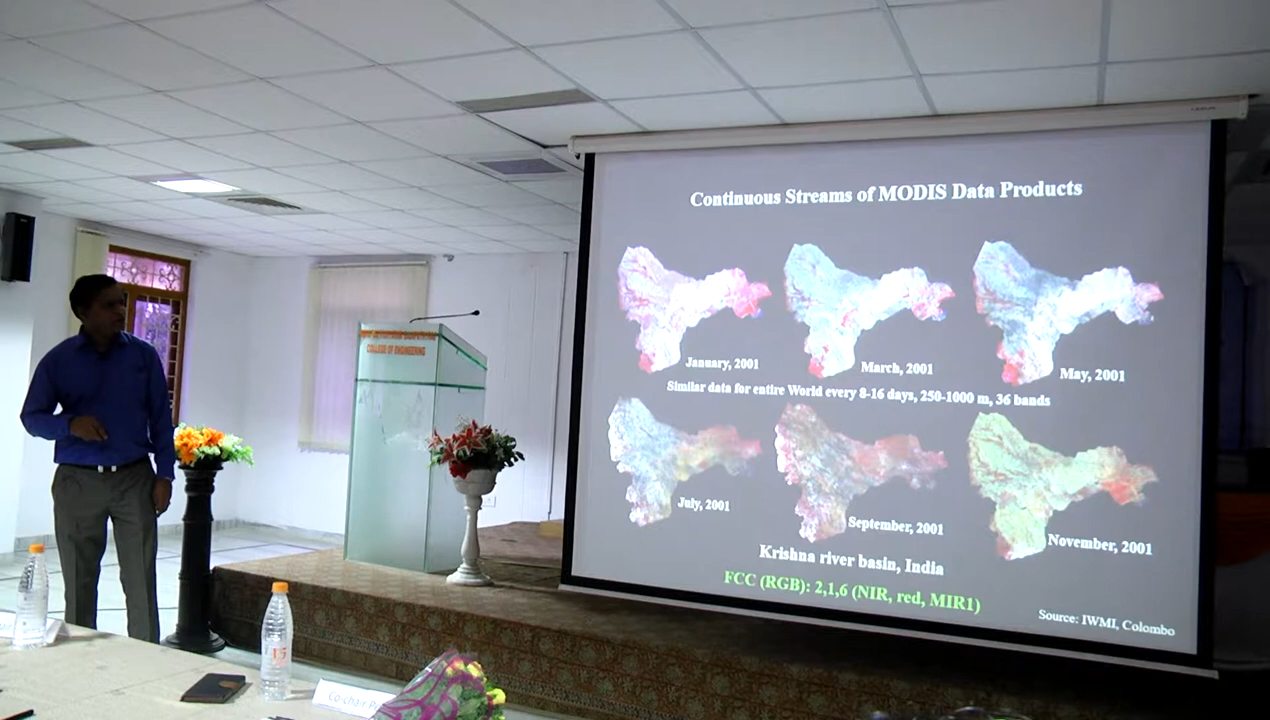 Continuous Streams of MODIS Data Products
January, 2001
March, 2001
May, 2001
Similar data for entire World every 8-16 days, 250-1000 m, 36 bands
July, 2001
September, 2001
November, 2001
Krishna river basin, India
FCC (RGB): 2,1,6 (NIR, red, MIR1)
Source: IWMI, Colombo
COLLEGE OF ENGINEERING
Co-chair